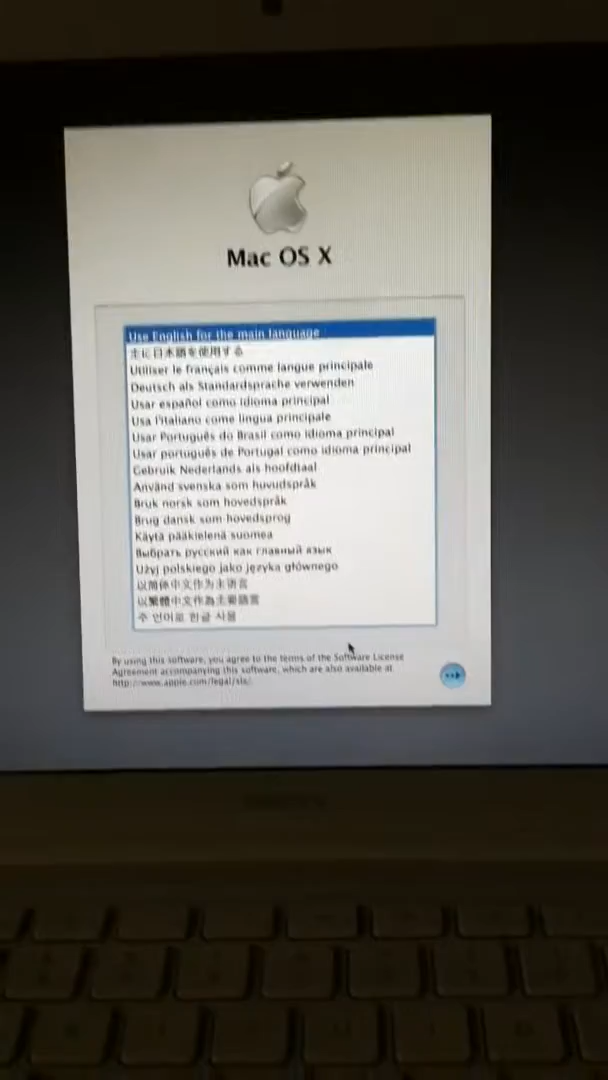 Mac OS X
Use English for the main language
主に日本語を使用する
Utiliser le français comme langue principale
Deutsch als Standardsprache verwenden
Usar español como idioma principal
Usa l'italiano come lingua principale
Usar Português do Brasil como idioma principal
Usar português de Portugal como idioma principal
Gebruik Nederlands als hoofdtaal
Använd svenska som huvudspråk
Bruk norsk som hovedspråk
Brug dansk som hovedsprog
Käytä pääkielenä suomea
Выбрать русский как главный язык
Użyj polskiego jako języka głównego
以简体中文作为主语言
以繁體中文作為主要語言
주 언어로 한글 사용
By using this software, you agree to the terms of the Software License
Agreement accompanying this software, which are also available at
http://www.apple.com/legal/sla/